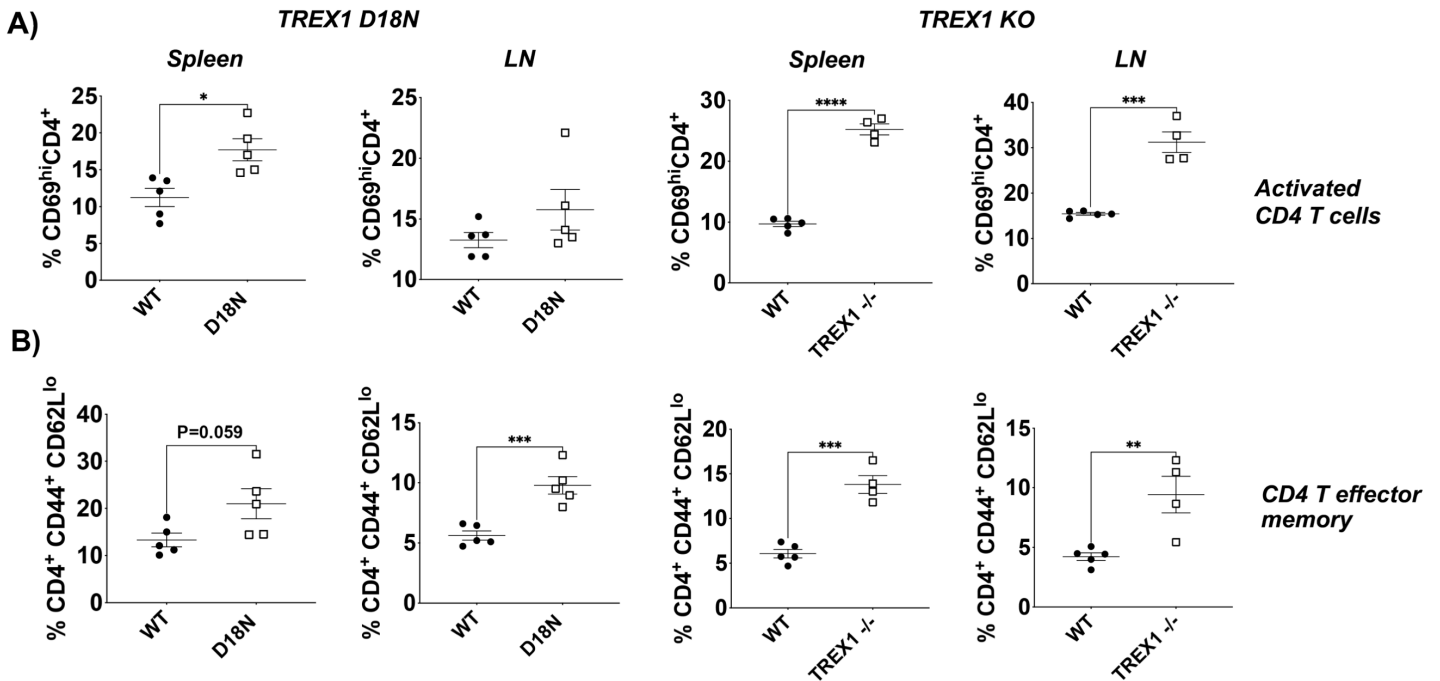 A)
TREX1 D18N
TREX1 KO
Spleen
LN
Spleen
LN
% CD69hiCD4+
25
20
15
10
5
0
*
WT
D18N
% CD69hiCD4+
25
20
15
10
WT
D18N
% CD69hiCD4+
30
20
10
0
****
WT
TREX1 -/-
% CD69hiCD4+
40
30
20
10
0
***
WT
TREX1 -/-
Activated
CD4 T cells
B)
% CD4+ CD44+ CD62Llo
40
30
20
10
0
P=0.059
WT
D18N
% CD4+ CD44+ CD62Llo
15
10
5
0
***
WT
D18N
% CD4+ CD44+ CD62Llo
20
15
10
5
0
***
WT
TREX1 -/-
% CD4+ CD44+ CD62Llo
15
10
5
0
**
WT
TREX1 -/-
CD4 T effector
memory